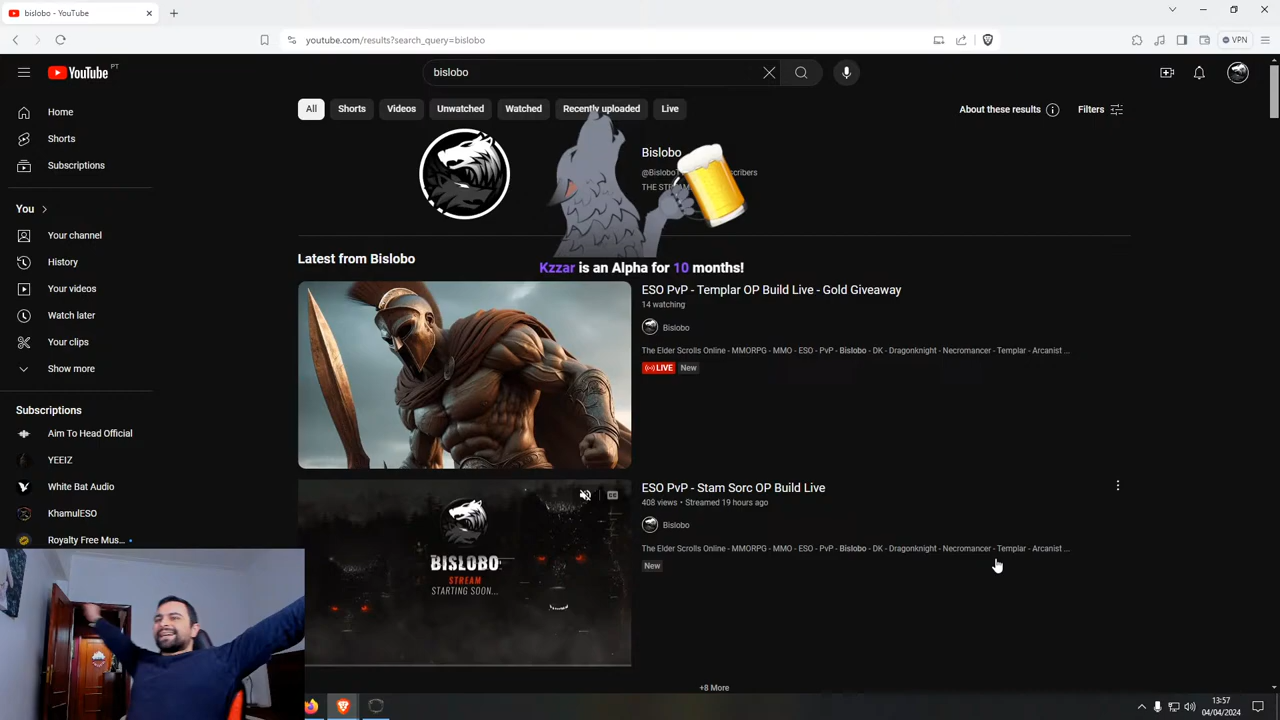 bislobo - YouTube
youtube.com/results?search_query=bislobo
VPN
YouTube PT
bislobo
Home
Shorts
Subscriptions
You
Your channel
History
Your videos
Watch later
Your clips
Show more
Subscriptions
Aim To Head Official
YEEIZ
White Bat Audio
KhamulESO
Royalty Free Mus...
All
Shorts
Videos
Unwatched
Watched
Recently uploaded
Live
About these results
Filters
Bislobo
THE
Latest from Bislobo
Kzzar is an Alpha for 10 months!
ESO PvP - Templar OP Build Live - Gold Giveaway
14 watching
Bislobo
The Elder Scrolls Online - MMORPG - MMO - ESO - PvP - Bislobo - DK - Dragonknight - Necromancer - Templar - Arcanist ...
LIVE New
BISLOBO
STREAM
STARTING SOON...
ESO PvP - Stam Sorc OP Build Live
408 views • Streamed 19 hours ago
Bislobo
The Elder Scrolls Online - MMORPG - MMO - ESO - PvP - Bislobo - DK - Dragonknight - Necromancer - Templar - Arcanist ...
New
+8 More
13:57
04/04/2024